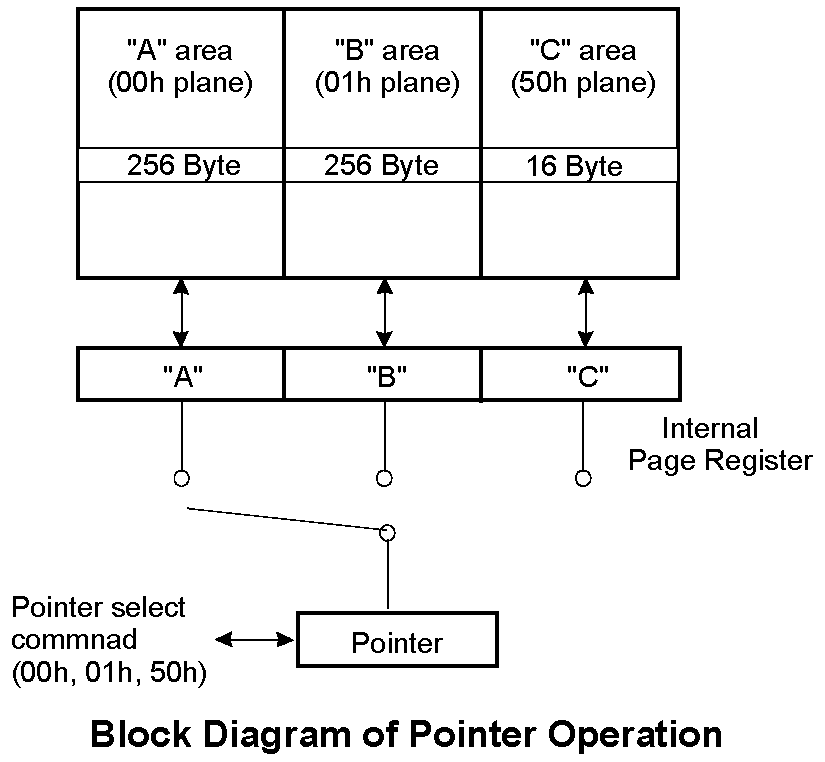 "A" area
(00h plane)
"B" area
(01h plane)
"C" area
(50h plane)
256 Byte
256 Byte
16 Byte
"A"
"B"
"C"
Internal
Page Register
Pointer select
commnad
(00h, 01h, 50h)
Pointer
Block Diagram of Pointer Operation